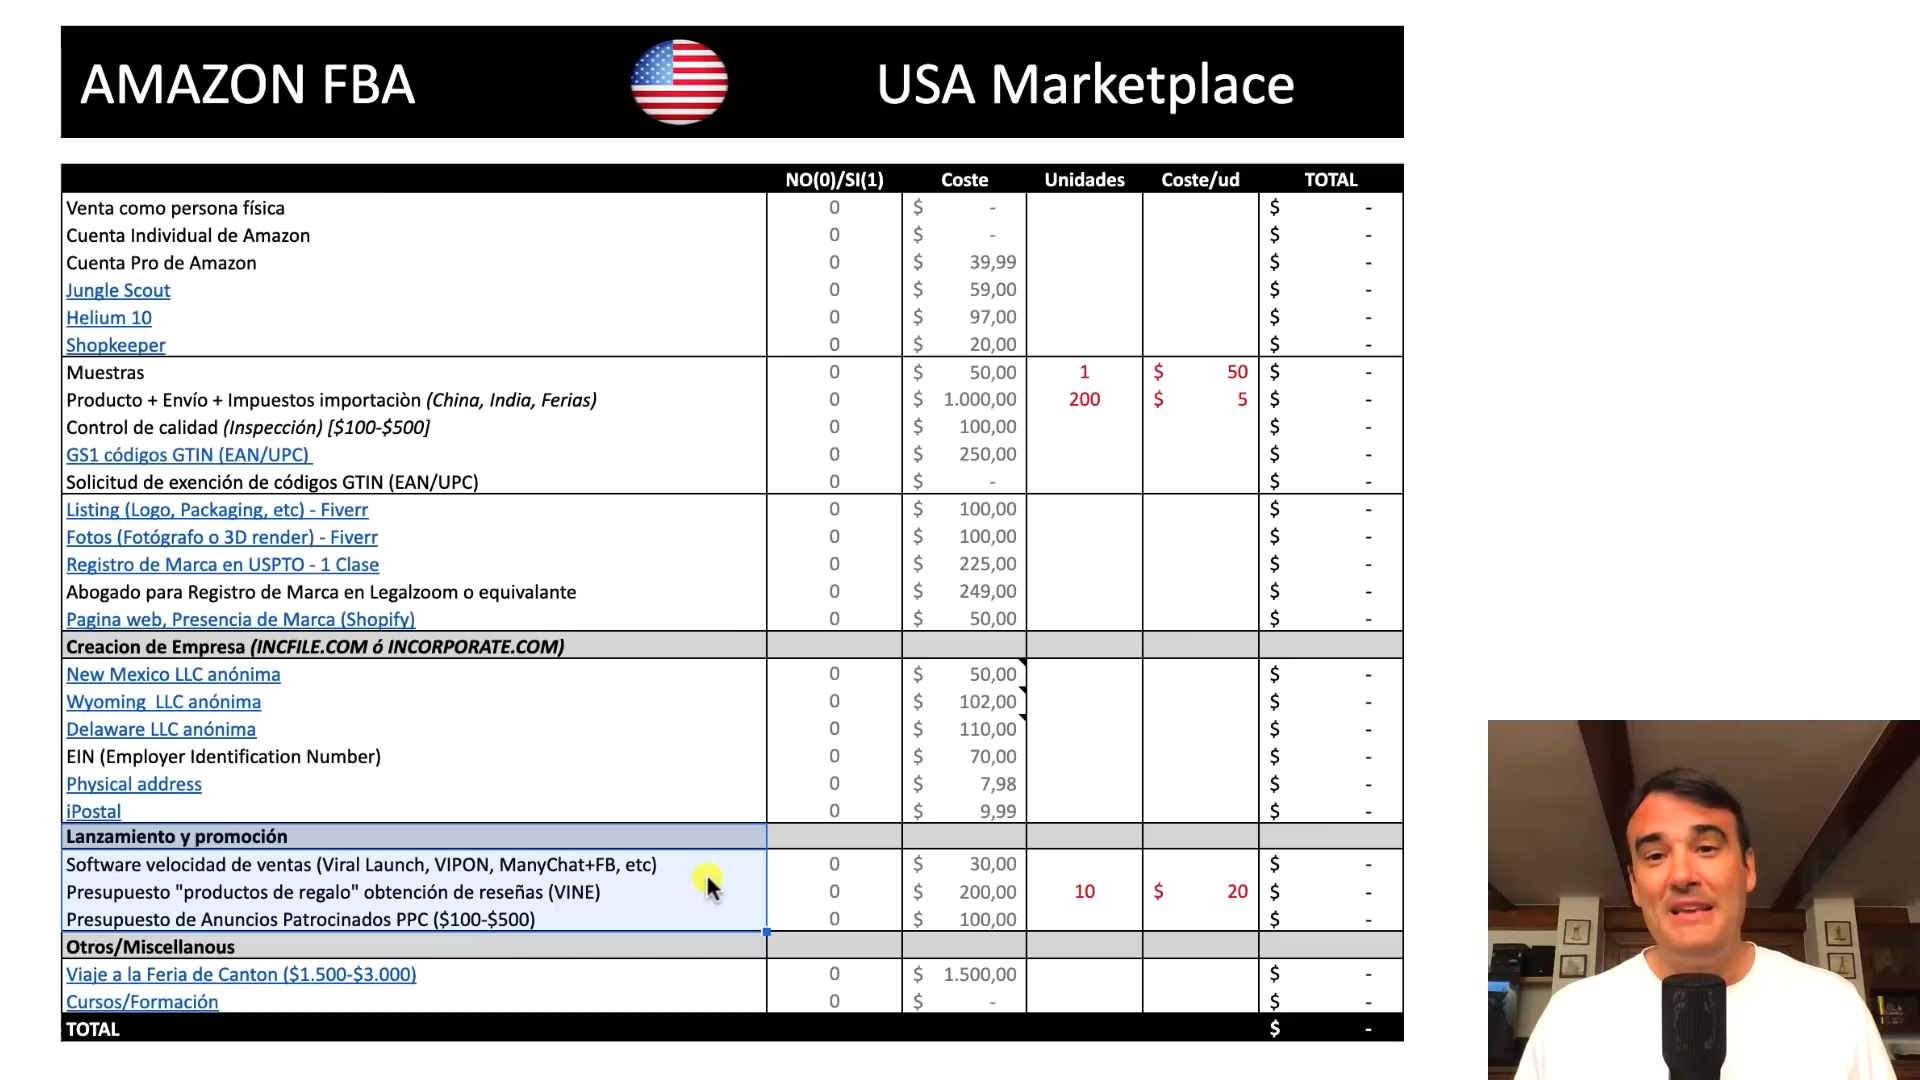 AMAZON FBA USA Marketplace
NO(0)/SI(1) Coste Unidades Coste/ud TOTAL
Venta como persona física 0 $ - $ -
Cuenta Individual de Amazon 0 $ - $ -
Cuenta Pro de Amazon 0 $ 39,99 $ -
Jungle Scout 0 $ 59,00 $ -
Helium 10 0 $ 97,00 $ -
Shopkeeper 0 $ 20,00 $ -
Muestras 0 $ 50,00 1 $ 50 $ -
Producto + Envío + Impuestos importaciòn (China, India, Ferias) 0 $ 1.000,00 200 $ 5 $ -
Control de calidad (Inspección) [$100-$500] 0 $ 100,00 $ -
GS1 códigos GTIN (EAN/UPC) 0 $ 250,00 $ -
Solicitud de exención de códigos GTIN (EAN/UPC) 0 $ - $ -
Listing (Logo, Packaging, etc) - Fiverr 0 $ 100,00 $ -
Fotos (Fotógrafo o 3D render) - Fiverr 0 $ 100,00 $ -
Registro de Marca en USPTO - 1 Clase 0 $ 225,00 $ -
Abogado para Registro de Marca en Legalzoom o equivalante 0 $ 249,00 $ -
Pagina web, Presencia de Marca (Shopify) 0 $ 50,00 $ -
Creacion de Empresa (INCFILE.COM ó INCORPORATE.COM)
New Mexico LLC anónima 0 $ 50,00 $ -
Wyoming LLC anónima 0 $ 102,00 $ -
Delaware LLC anónima 0 $ 110,00 $ -
EIN (Employer Identification Number) 0 $ 70,00 $ -
Physical address 0 $ 7,98 $ -
iPostal 0 $ 9,99 $ -
Lanzamiento y promoción
Software velocidad de ventas (Viral Launch, VIPON, ManyChat+FB, etc) 0 $ 30,00 $ -
Presupuesto "productos de regalo" obtención de reseñas (VINE) 0 $ 200,00 10 $ 20 $ -
Presupuesto de Anuncios Patrocinados PPC ($100-$500) 0 $ 100,00 $ -
Otros/Miscellanous
Viaje a la Feria de Canton ($1.500-$3.000) 0 $ 1.500,00 $ -
Cursos/Formación 0 $ - $ -
TOTAL $ -